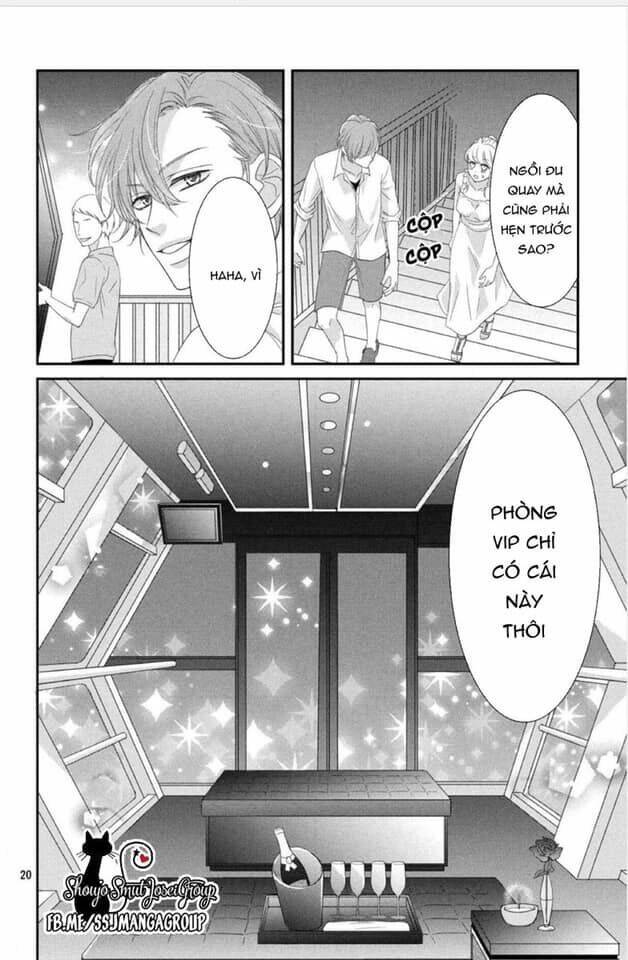 NGỒI ĐU
QUAY MÀ
CŨNG PHẢI
HẸN TRƯỚC
SAO?
CỘP
CỘP
HAHA, VÌ
PHÒNG
VIP CHỈ
CÓ CÁI
NÀY
THÔI
20
Shoujo Smut Josei Group
FB.ME/SSJMANGAGROUP